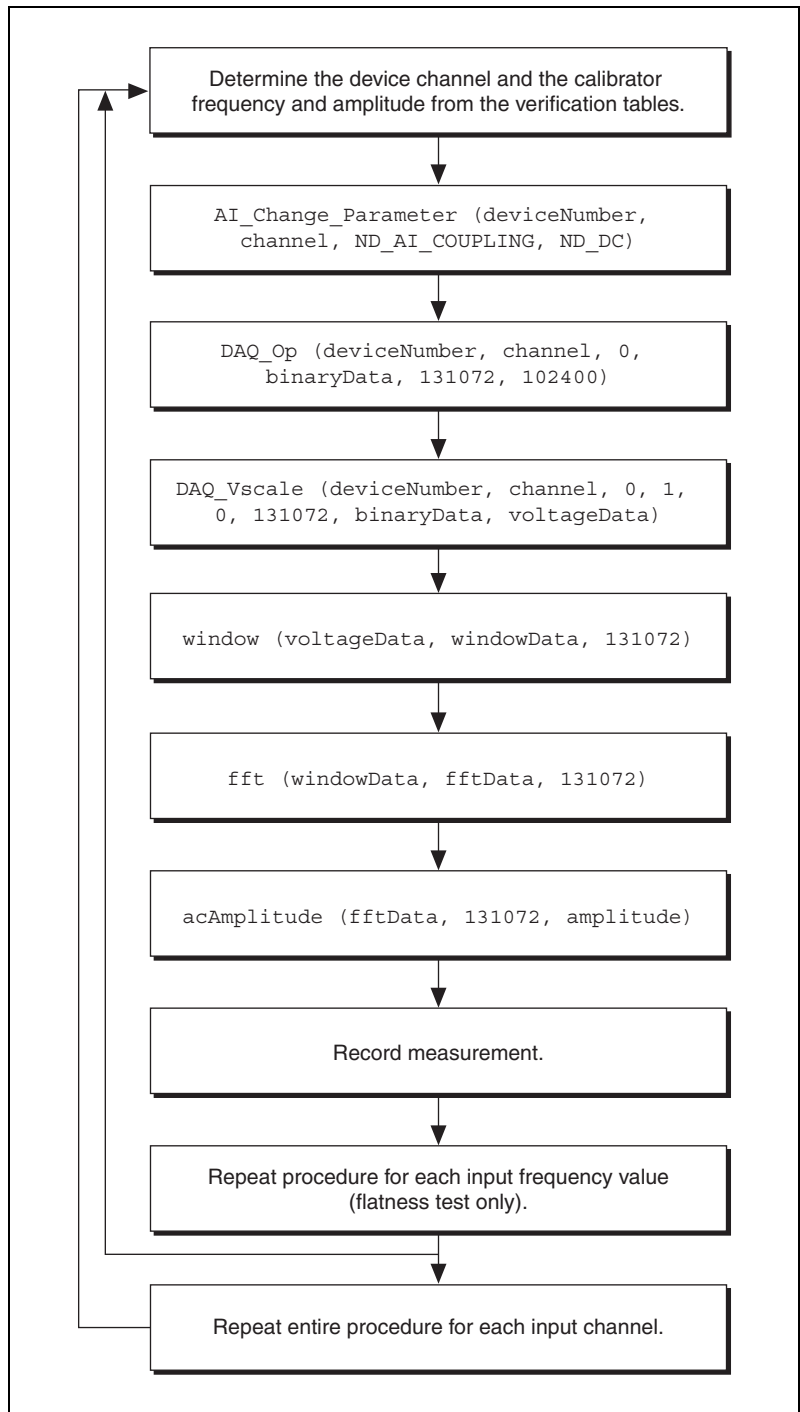 Determine the device channel and the calibrator
frequency and amplitude from the verification tables.
AI_Change_Parameter (deviceNumber,
channel, ND_AI_COUPLING, ND_DC)
DAQ_Op (deviceNumber, channel, 0,
binaryData, 131072, 102400)
DAQ_Vscale (deviceNumber, channel, 0, 1,
0, 131072, binaryData, voltageData)
window (voltageData, windowData, 131072)
fft (windowData, fftData, 131072)
acAmplitude (fftData, 131072, amplitude)
Record measurement.
Repeat procedure for each input frequency value
(flatness test only).
Repeat entire procedure for each input channel.